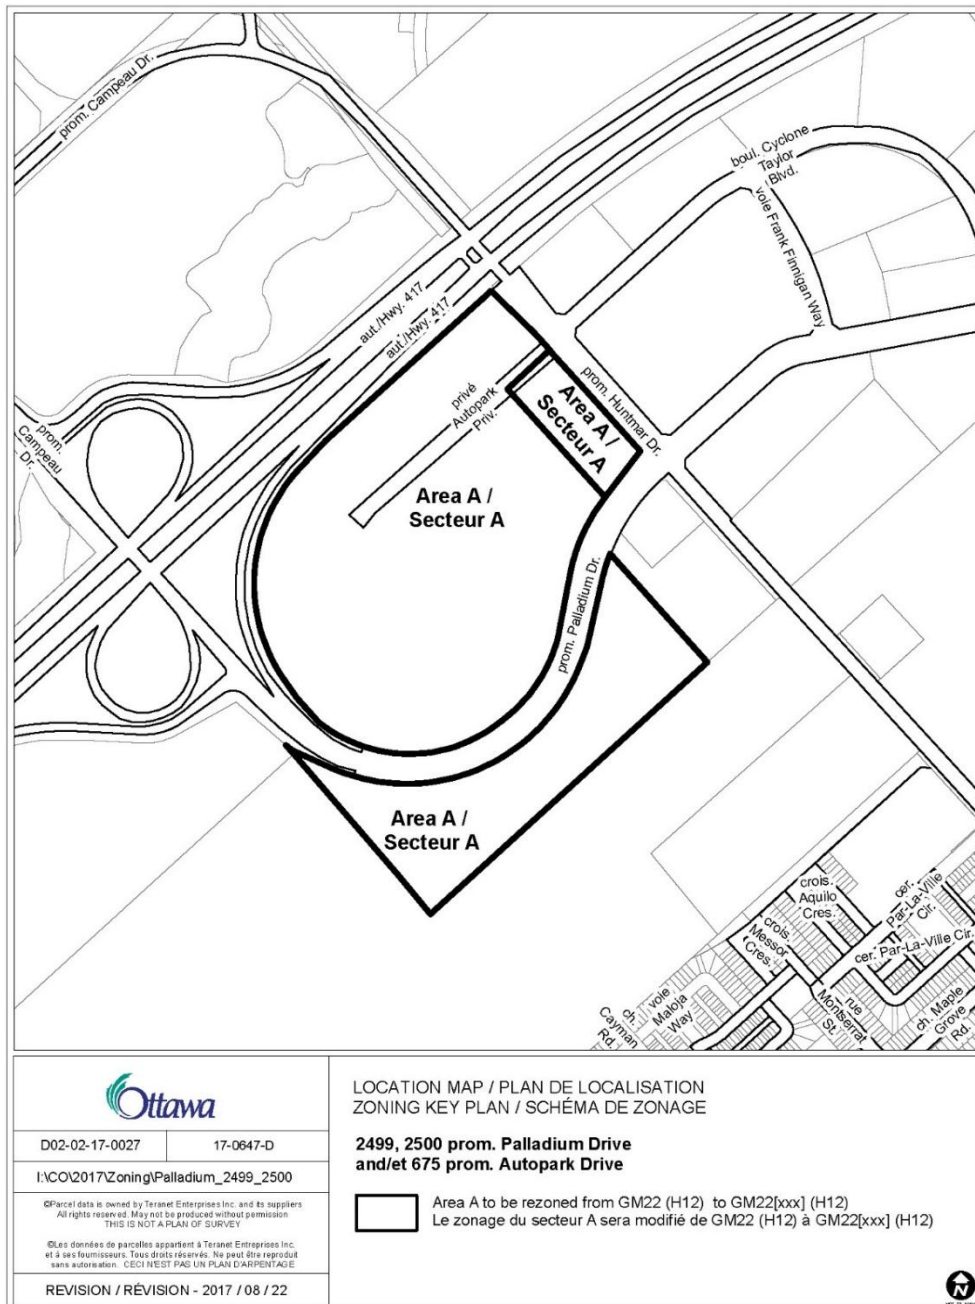 prom. Campeau Dr.
boul. Cyclone
Taylor
Blvd.
voie Frank Finnigan Way
aut./Hwy. 417
aut./Hwy. 417
prom.
Campeau
Dr.
privé
Autopark
Priv.
prom. Huntmar Dr.
Area A /
Secteur A
Area A /
Secteur A
prom. Palladium Dr.
Area A /
Secteur A
crois.
Aquilo
Cres.
cer.
Par-La-Ville
Cir.
crois.
Messor
Cres.
cer. Par-La-Ville Cir.
voie
Maloja
Way
ch.
Cayman
Rd.
rue
Montserrat
St.
ch. Maple
Grove
Rd.
Ottawa
D02-02-17-0027
17-0647-D
I:\CO\2017\Zoning\Palladium_2499_2500
©Parcel data is owned by Teranet Enterprises Inc. and its suppliers
All rights reserved. May not be produced without permission
THIS IS NOT A PLAN OF SURVEY
©Les données de parcelles appartient à Teranet Entreprises Inc.
et à ses fournisseurs. Tous droits réservés. Ne peut être reproduit
sans autorisation. CECI N'EST PAS UN PLAN D'ARPENTAGE
REVISION / RÉVISION - 2017 / 08 / 22
LOCATION MAP / PLAN DE LOCALISATION
ZONING KEY PLAN / SCHÉMA DE ZONAGE
2499, 2500 prom. Palladium Drive
and/et 675 prom. Autopark Drive
Area A to be rezoned from GM22 (H12) to GM22[xxx] (H12)
Le zonage du secteur A sera modifié de GM22 (H12) à GM22[xxx] (H12)
N